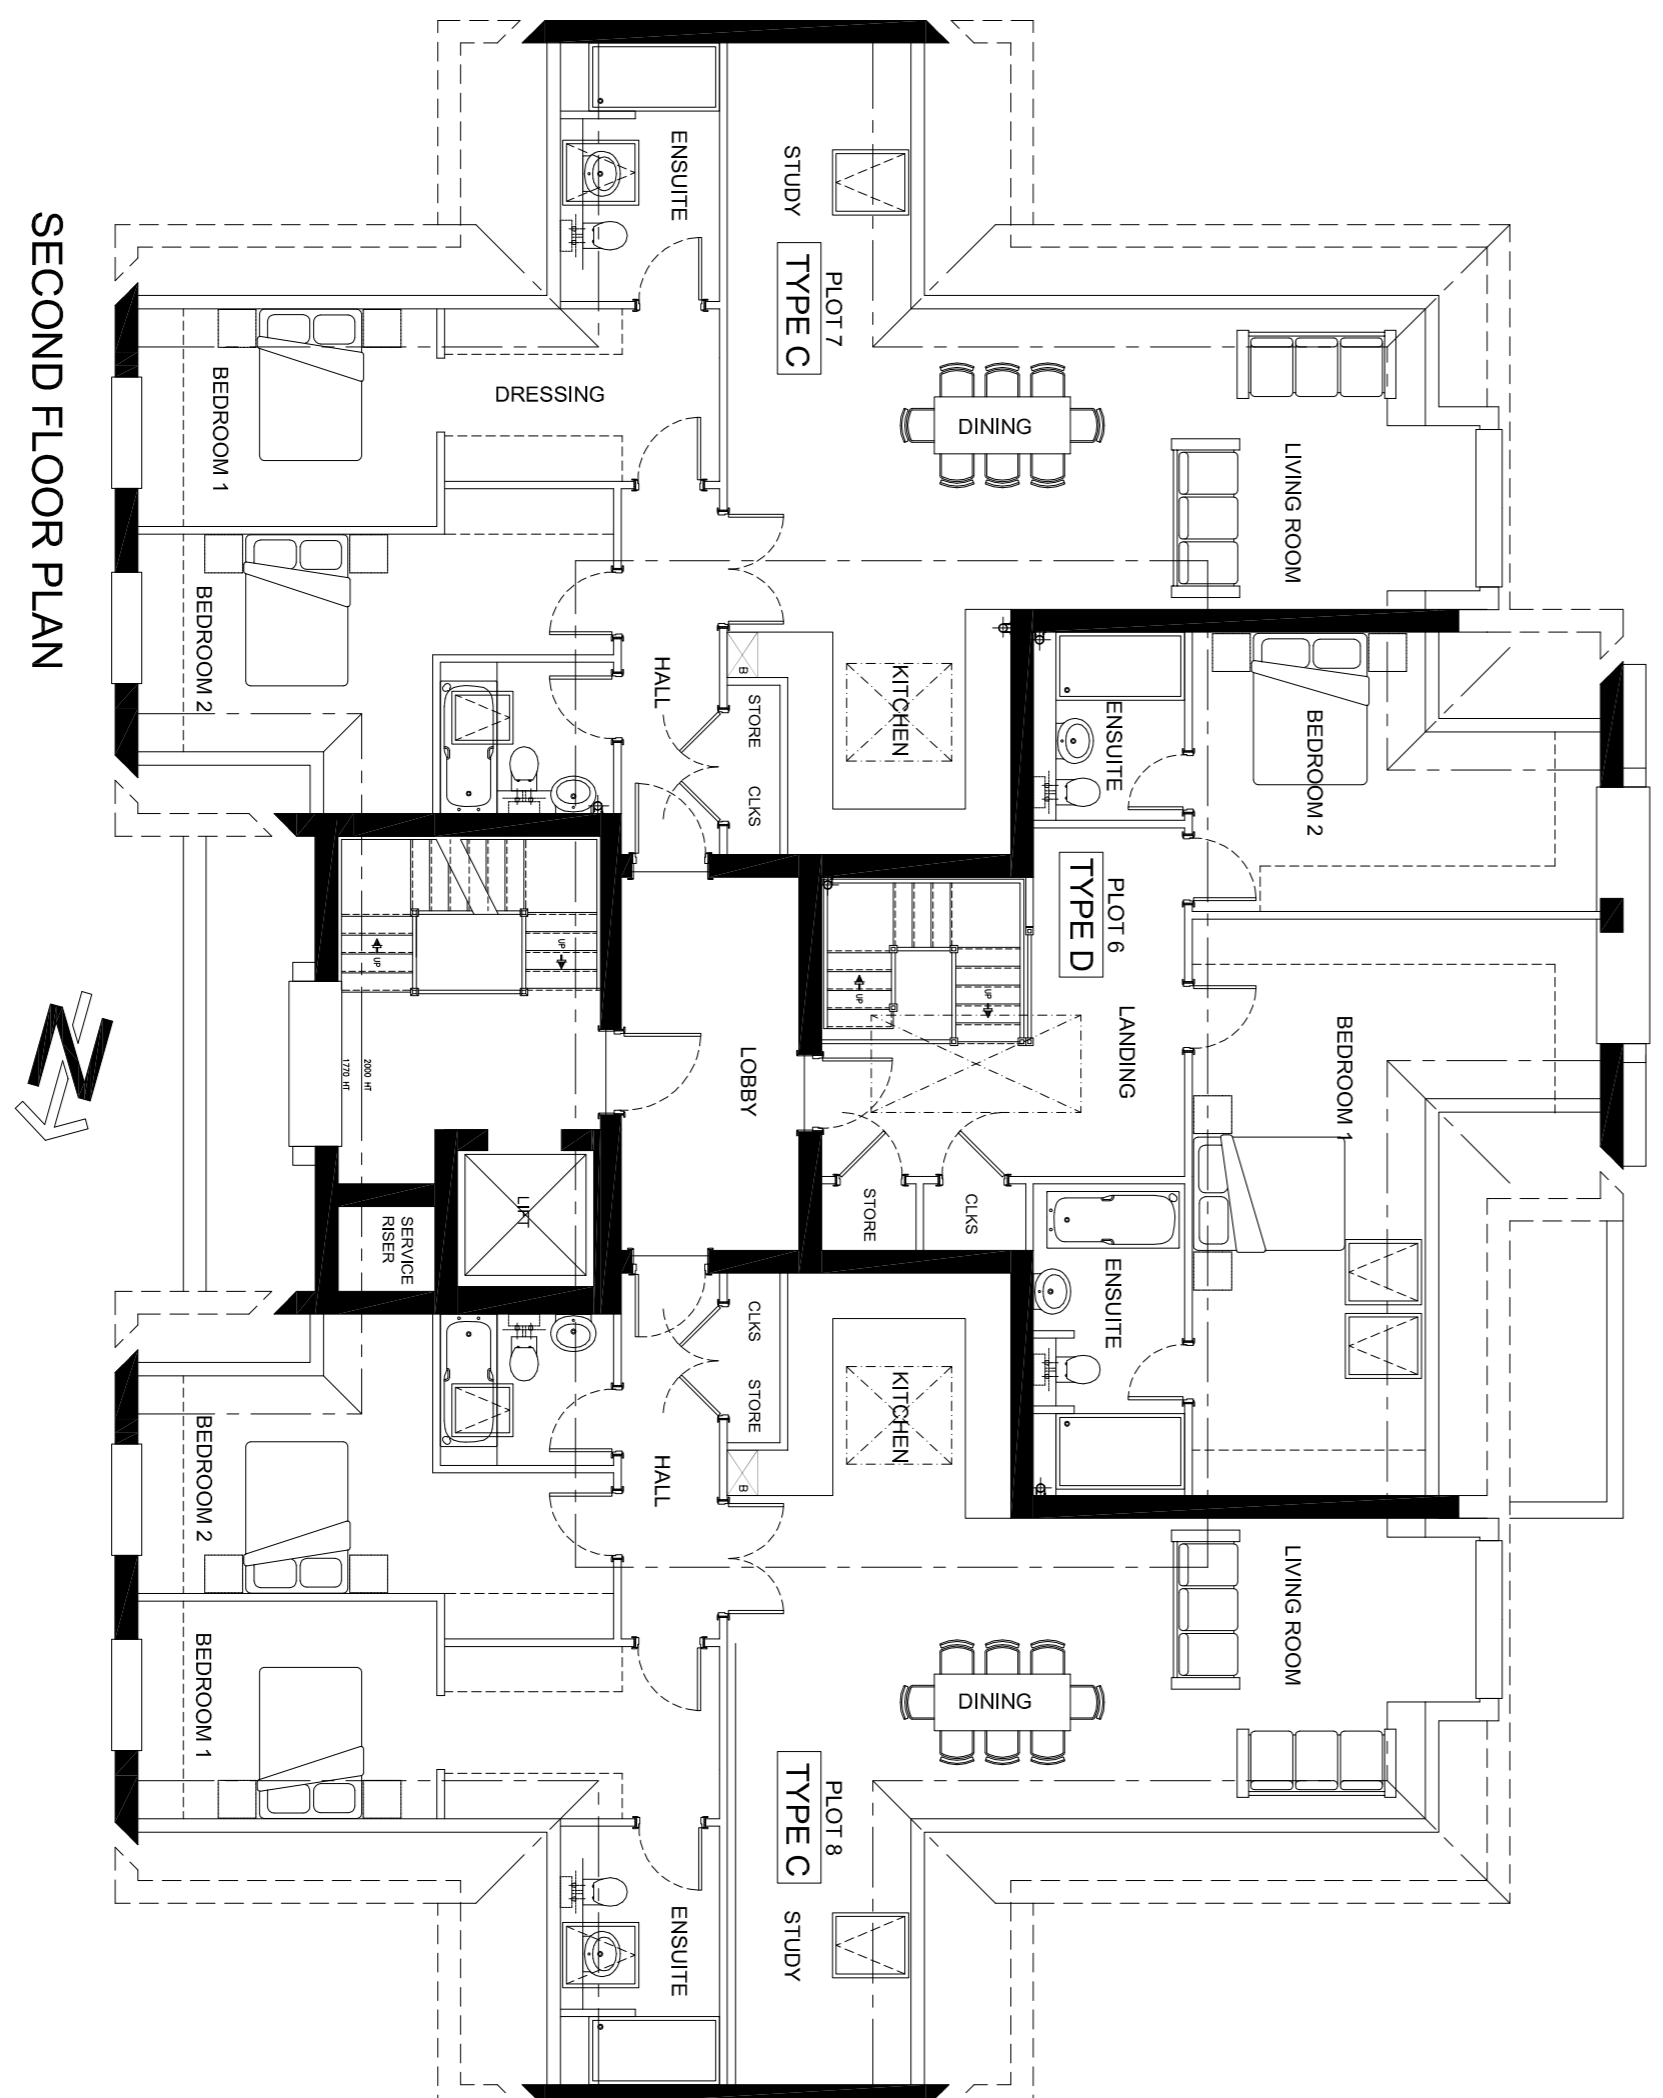 SECOND FLOOR PLAN
ENSUITE
STUDY
PLOT 7
TYPE C
BEDROOM 1
DRESSING
DINING
LIVING ROOM
BEDROOM 2
HALL
B
STORE
CLKS
KITCHEN
ENSUITE
BEDROOM 2
PLOT 6
TYPE D
UP
UP
UP
UP
LANDING
BEDROOM 1
LOBBY
2000 HT
1770 HT
LIFT
SERVICE
RISER
STORE
CLKS
ENSUITE
CLKS
STORE
B
KITCHEN
HALL
BEDROOM 2
LIVING ROOM
BEDROOM 1
DINING
PLOT 8
TYPE C
STUDY
ENSUITE
N